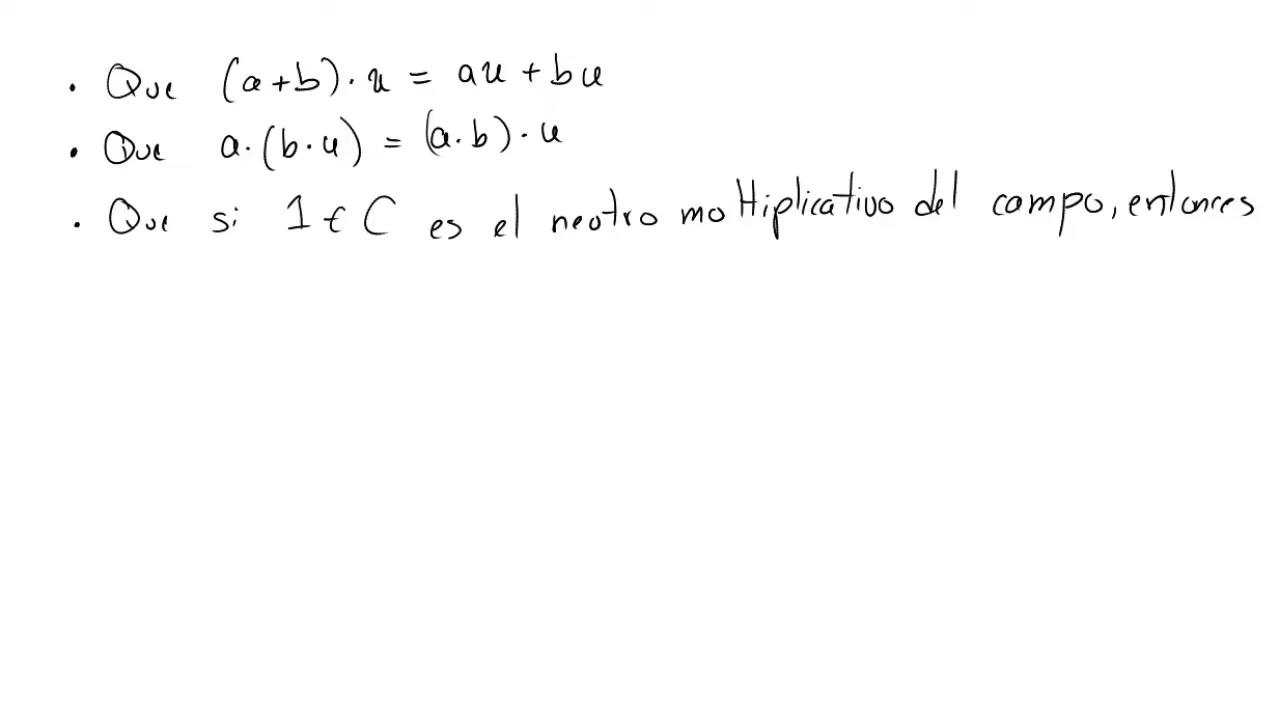 • Que (a+b)·u = au + bu
• Que a·(b·u) = (a·b)·u
• Que si 1 ∈ C es el neutro multiplicativo del campo, entonces